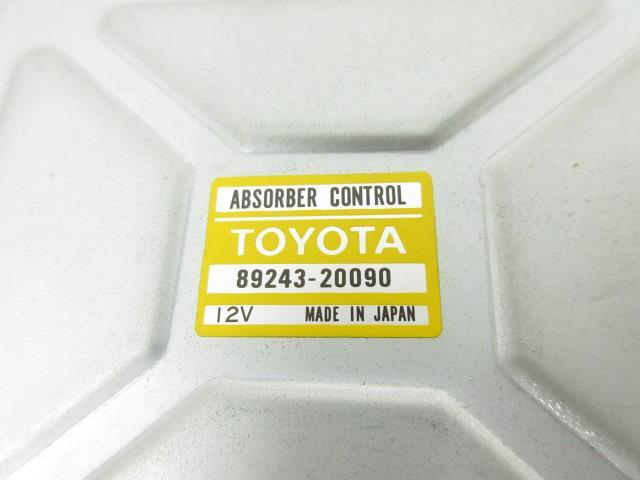 ABSORBER CONTROL
TOYOTA
89243-20090
12V MADE IN JAPAN